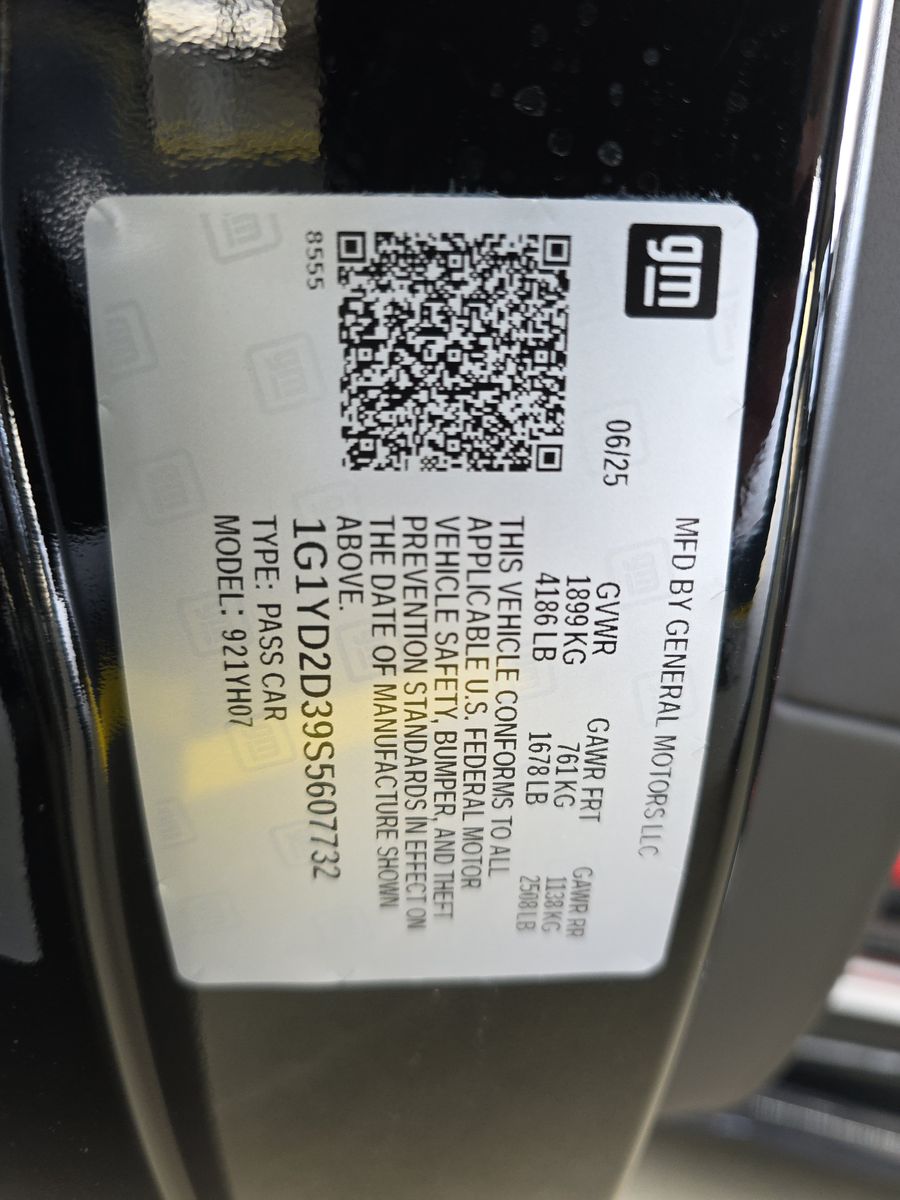 gm
MFD BY GENERAL MOTORS LLC
06/25
GVWR GAWR FRT GAWR RR
1899 KG 761 KG 1138 KG
4186 LB 1678 LB 2508 LB
THIS VEHICLE CONFORMS TO ALL
APPLICABLE U.S. FEDERAL MOTOR
VEHICLE SAFETY, BUMPER, AND THEFT
PREVENTION STANDARDS IN EFFECT ON
THE DATE OF MANUFACTURE SHOWN
ABOVE.
1G1YD2D39S5607732
TYPE: PASS CAR
MODEL: 921YH07
8555